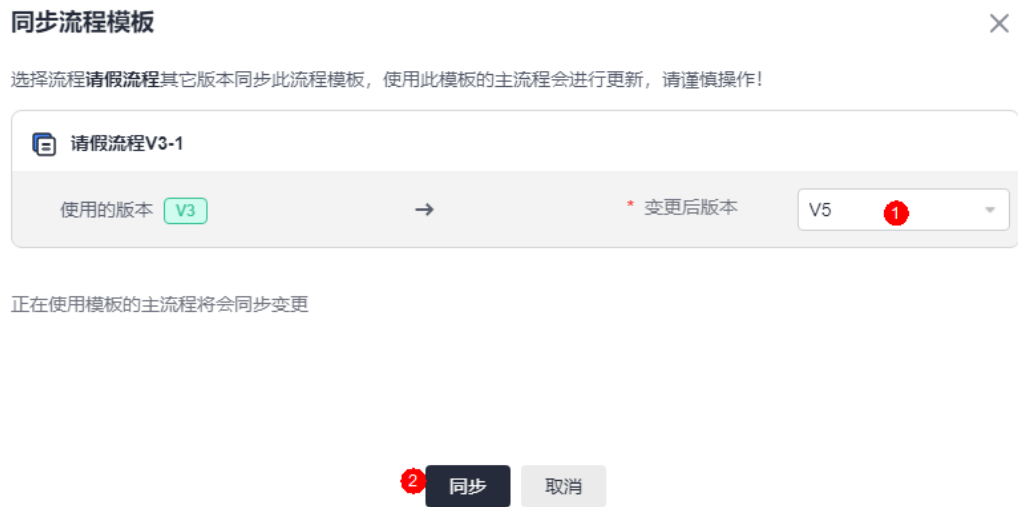 同步流程模板
选择流程请假流程其它版本同步此流程模板，使用此模板的主流程会进行更新，请谨慎操作！
请假流程V3-1
使用的版本 V3 → * 变更后版本 V5 1
正在使用模板的主流程将会同步变更
2 同步 取消